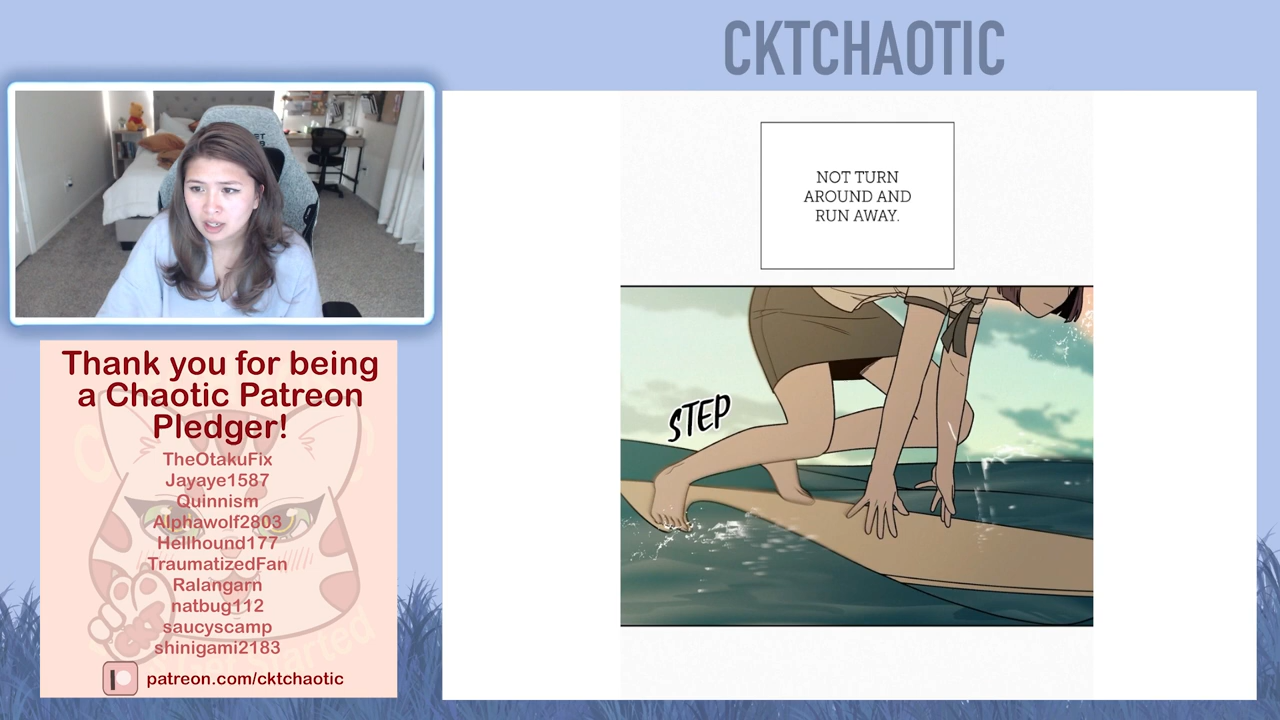 CKTCHAOTIC
NOT TURN
AROUND AND
RUN AWAY.
STEP
Thank you for being
a Chaotic Patreon
Pledger!
TheOtakuFix
Jayaye1587
Quinnism
Alphawolf2803
Hellhound177
TraumatizedFan
Ralangarn
natbug112
saucyscamp
shinigami2183
patreon.com/cktchaotic